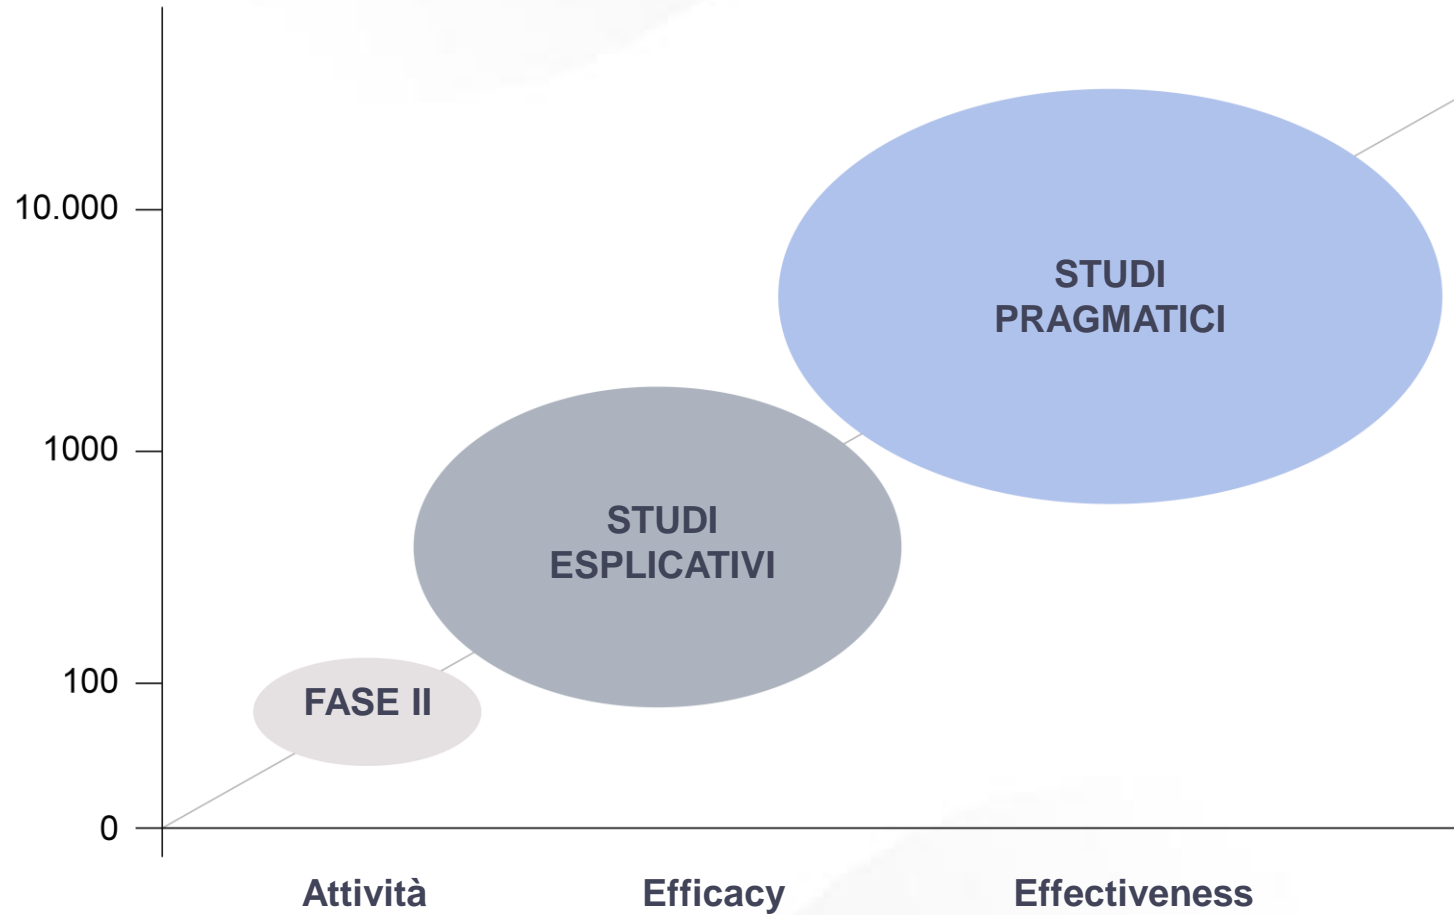 10.000
STUDI
PRAGMATICI
1000
STUDI
ESPLICATIVI
100
FASE II
0
Attività
Efficacy
Effectiveness